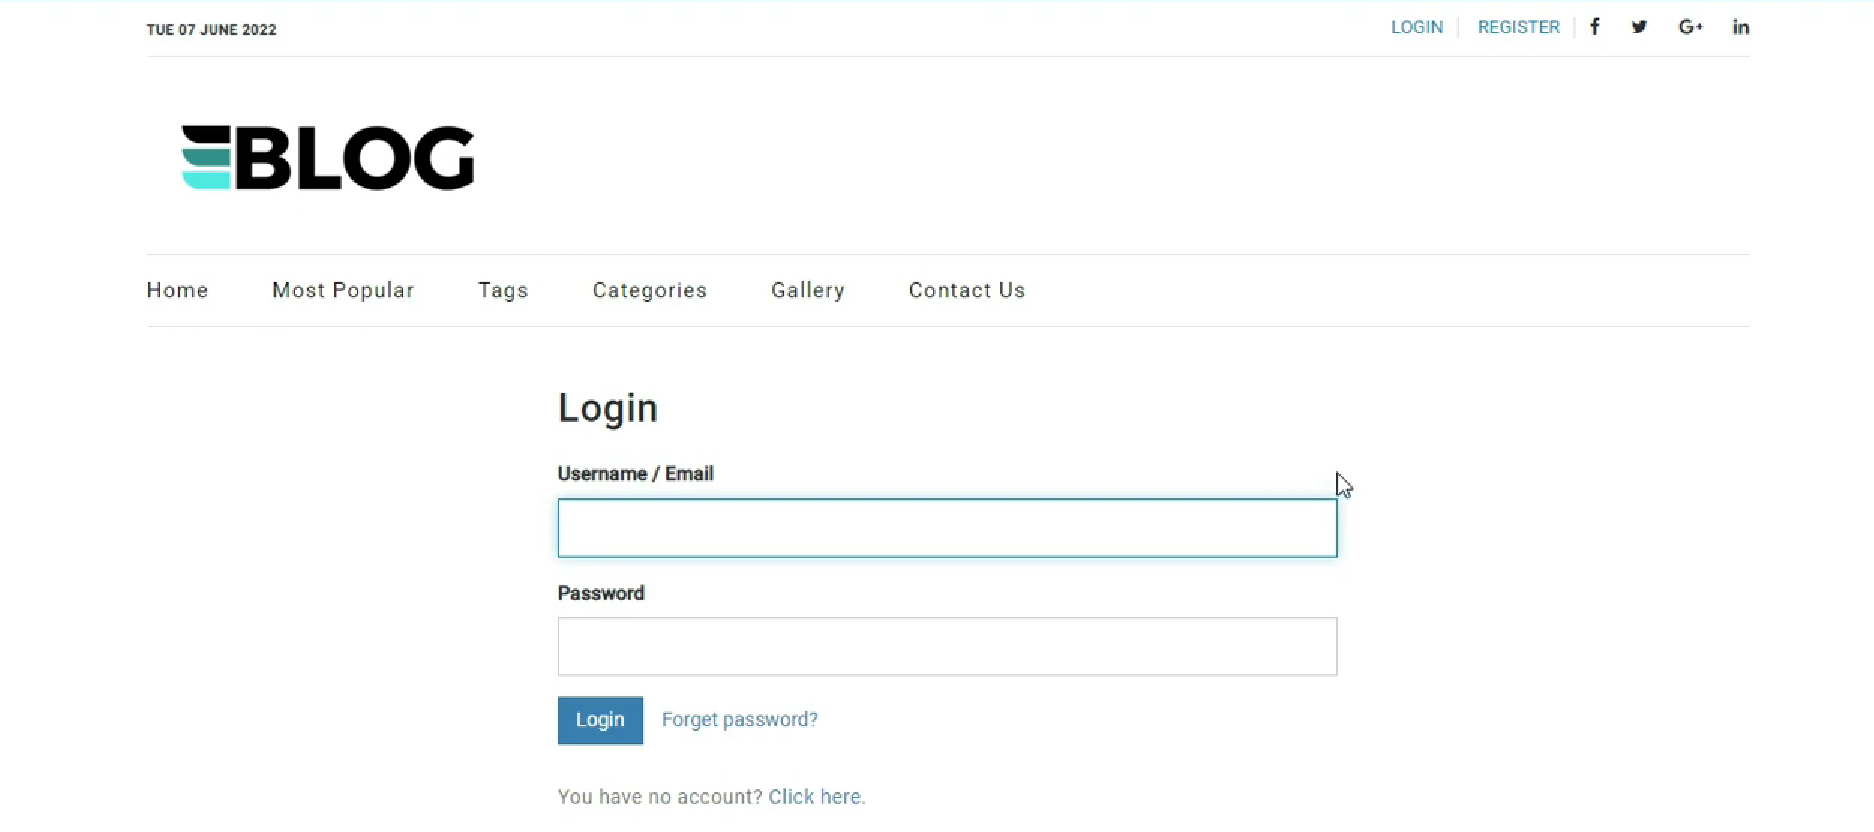 TUE 07 JUNE 2022
LOGIN REGISTER
BLOG
Home Most Popular Tags Categories Gallery Contact Us
Login
Username / Email
Password
Login Forget password?
You have no account? Click here.